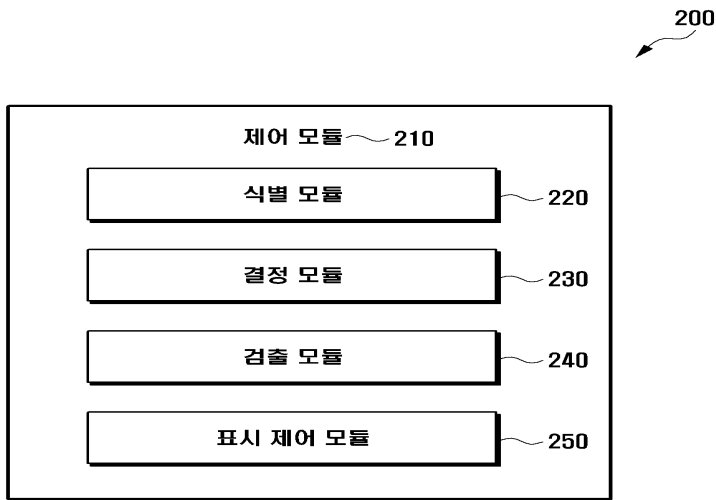 200
제어 모듈 210
식별 모듈 220
결정 모듈 230
검출 모듈 240
표시 제어 모듈 250